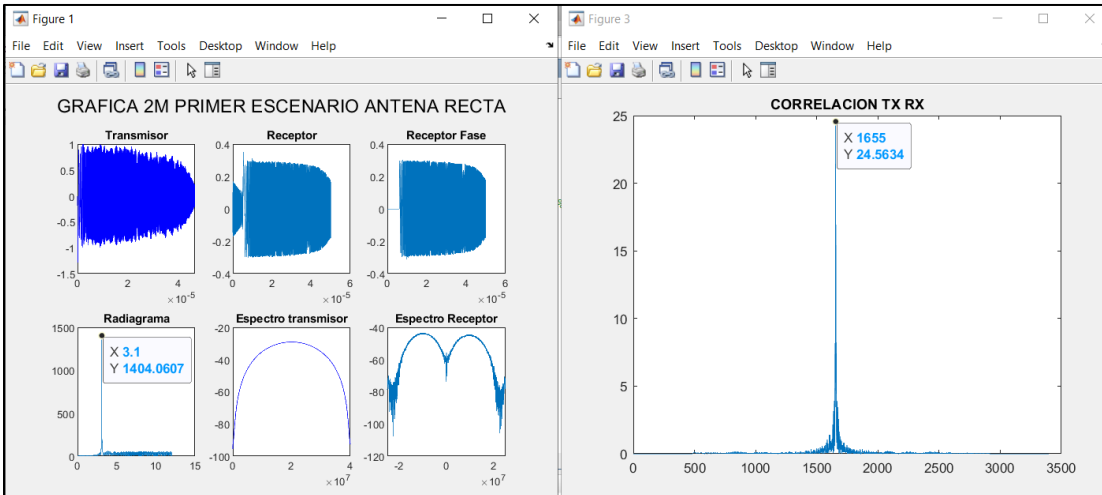 Figure 1
File Edit View Insert Tools Desktop Window Help
GRAFICA 2M PRIMER ESCENARIO ANTENA RECTA
Transmisor
1
0.5
0
-0.5
-1
-1.5
0 2 4
×10-5
Receptor
0.4
0.2
0
-0.2
-0.4
0 2 4 6
×10-5
Receptor Fase
0.4
0.2
0
-0.2
-0.4
0 2 4 6
×10-5
Radiagrama
1500
1000
500
0
0 5 10 15
X 3.1
Y 1404.0607
Espectro transmisor
-20
-40
-60
-80
-100
0 1 2 3 4
×107
Espectro Receptor
-40
-60
-80
-100
-120
-2 0 2
×107
Figure 3
File Edit View Insert Tools Desktop Window Help
CORRELACION TX RX
25
20
15
10
5
0
0 500 1000 1500 2000 2500 3000 3500
X 1655
Y 24.5634